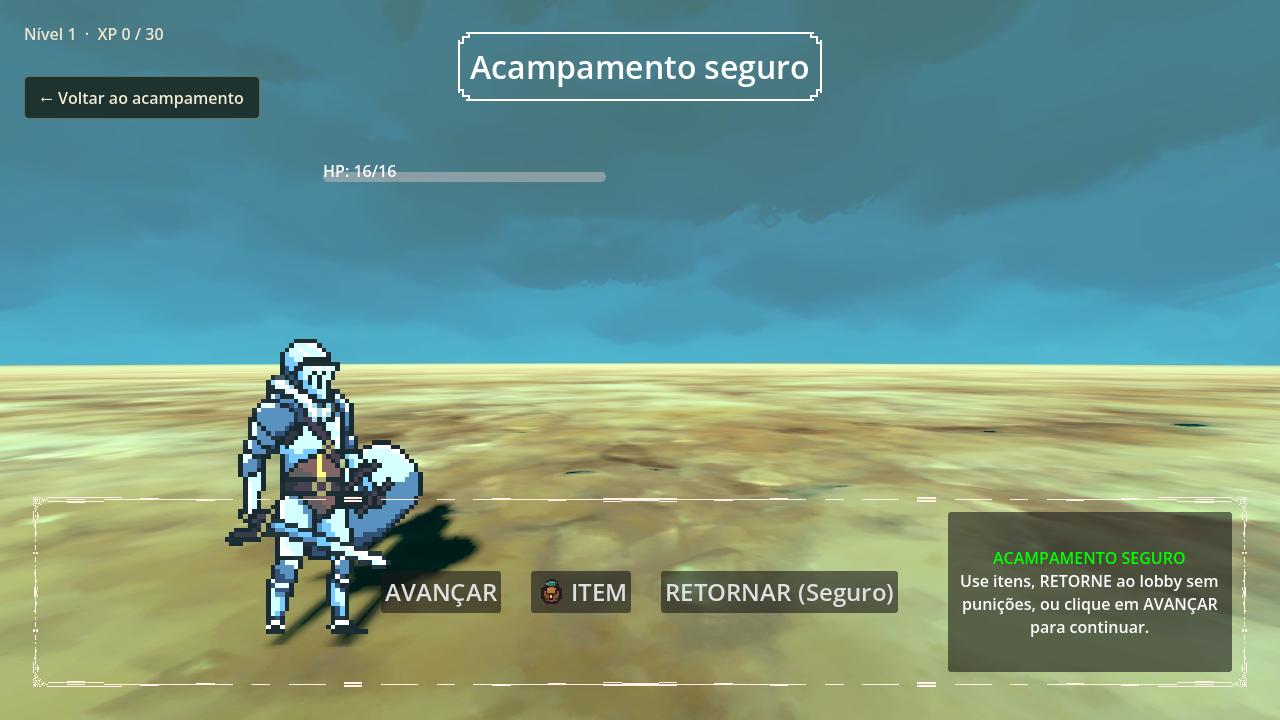 Nível 1 · XP 0 / 30
Acampamento seguro
← Voltar ao acampamento
HP: 16/16
AVANÇAR
ITEM
RETORNAR (Seguro)
ACAMPAMENTO SEGURO
Use itens, RETORNE ao lobby sem
punições, ou clique em AVANÇAR
para continuar.